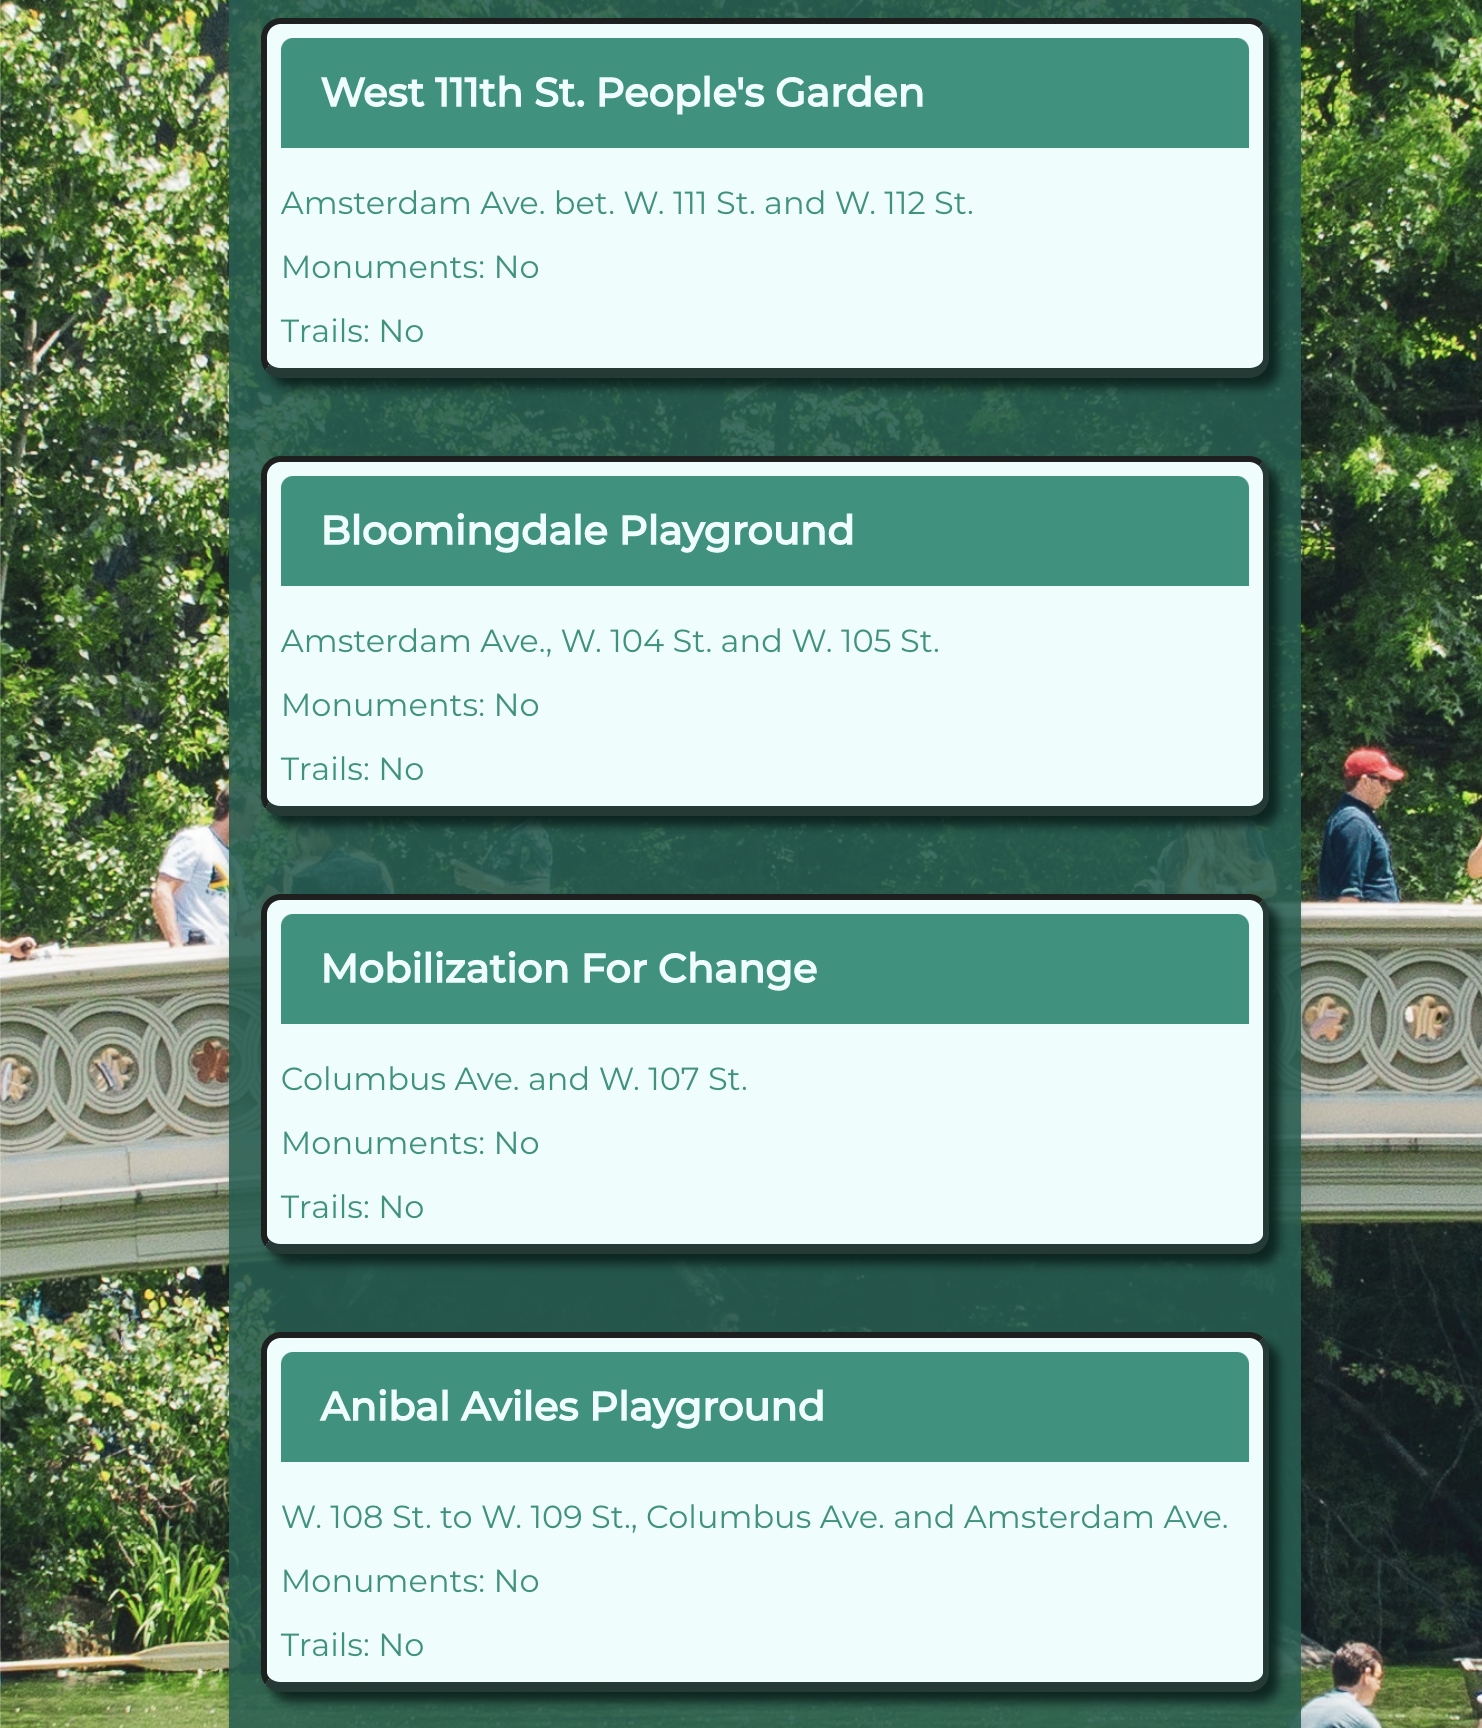 West 111th St. People's Garden
Amsterdam Ave. bet. W. 111 St. and W. 112 St.
Monuments: No
Trails: No
Bloomingdale Playground
Amsterdam Ave., W. 104 St. and W. 105 St.
Monuments: No
Trails: No
Mobilization For Change
Columbus Ave. and W. 107 St.
Monuments: No
Trails: No
Anibal Aviles Playground
W. 108 St. to W. 109 St., Columbus Ave. and Amsterdam Ave.
Monuments: No
Trails: No